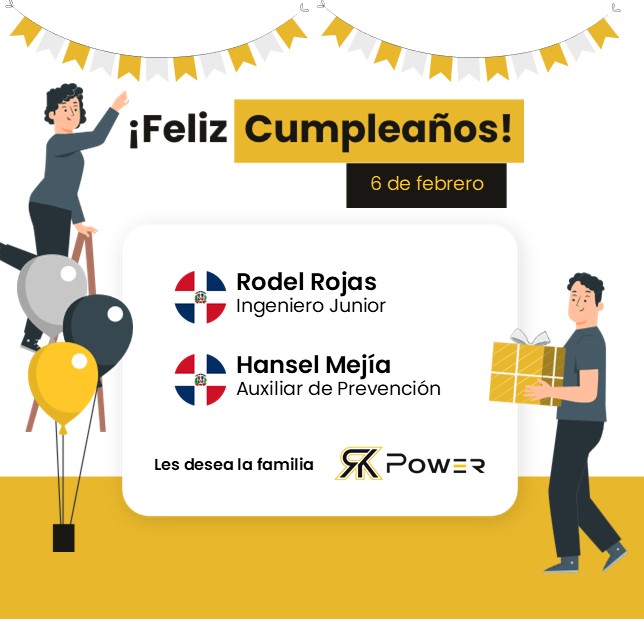 ¡Feliz Cumpleaños!
6 de febrero
Rodel Rojas
Ingeniero Junior
Hansel Mejía
Auxiliar de Prevención
Les desea la familia RK Power